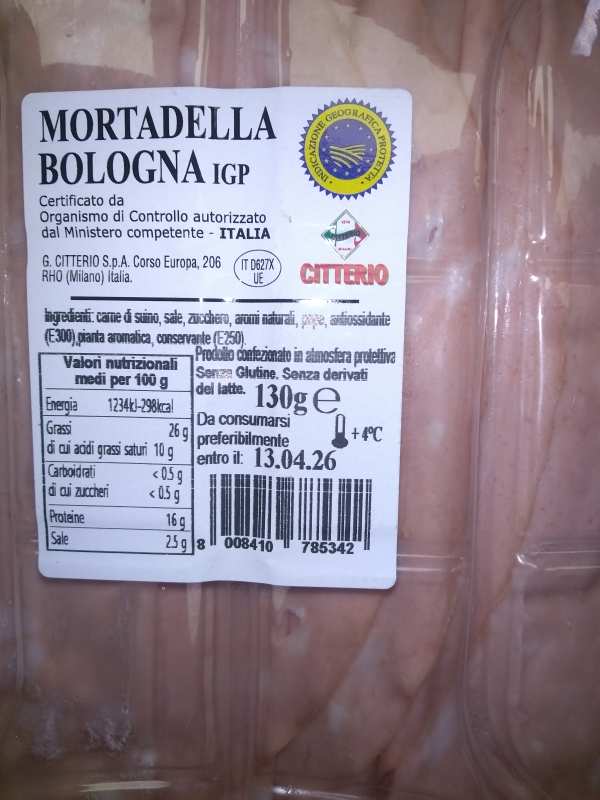 MORTADELLA
BOLOGNA IGP
INDICAZIONE GEOGRAFICA PROTETTA
Certificato da
Organismo di Controllo autorizzato
dal Ministero competente - ITALIA
G. CITTERIO S.p.A. Corso Europa, 206
RHO (Milano) Italia.
IT D627X
UE
CITTERIO
Ingredienti: carne di suino, sale, zucchero, aromi naturali, pepe, antiossidante
(E300), pianta aromatica, conservante (E250).
Prodotto confezionato in atmosfera protettiva
Senza Glutine. Senza derivati
del latte.
130g e
Valori nutrizionali
medi per 100 g
Energia 1234kJ-298kcal
Grassi 26 g
di cui acidi grassi saturi 10 g
Carboidrati < 0.5 g
di cui zuccheri < 0.5 g
Proteine 16 g
Sale 2.5 g
Da consumarsi
preferibilmente
entro il: 13.04.26
+ 4°C
8 008410 785342